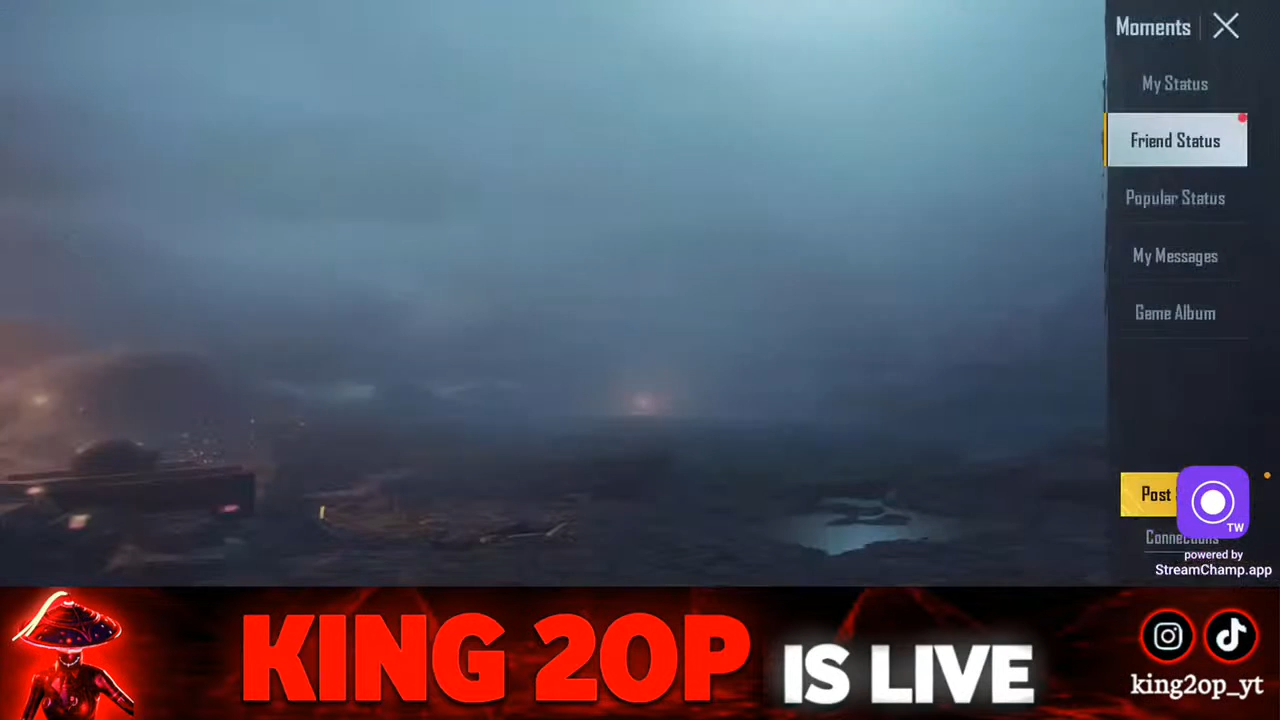 Moments
My Status
Friend Status
Popular Status
My Messages
Game Album
Post
Connections
TW
powered by
StreamChamp.app
KING 2OP IS LIVE
king2op_yt